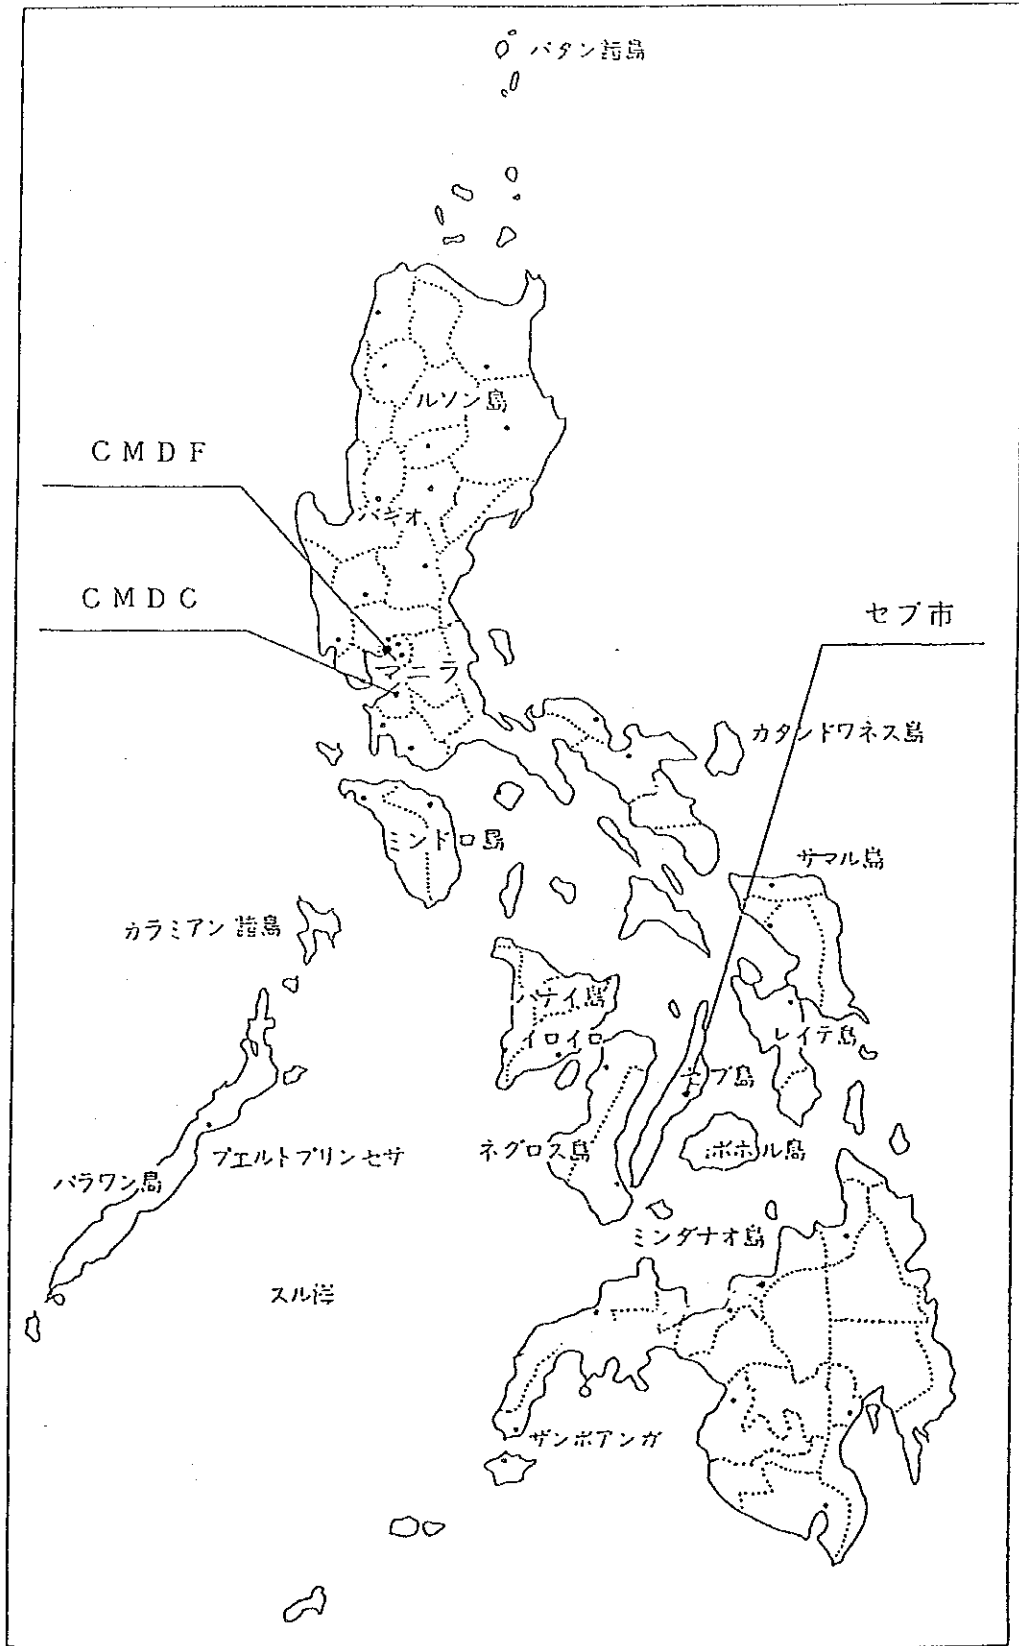 バタン諸島
ルソン島
CMDF
バギオ
CMDC
セブ市
マニラ
カタンドワネス島
ミンドロ島
サマル島
カラミアン諸島
パナイ島
イロイロ
レイテ島
セブ島
ネグロス島
ボホール島
プエルトプリンセサ
パラワン島
ミンダナオ島
スル海
ザンボアンガ